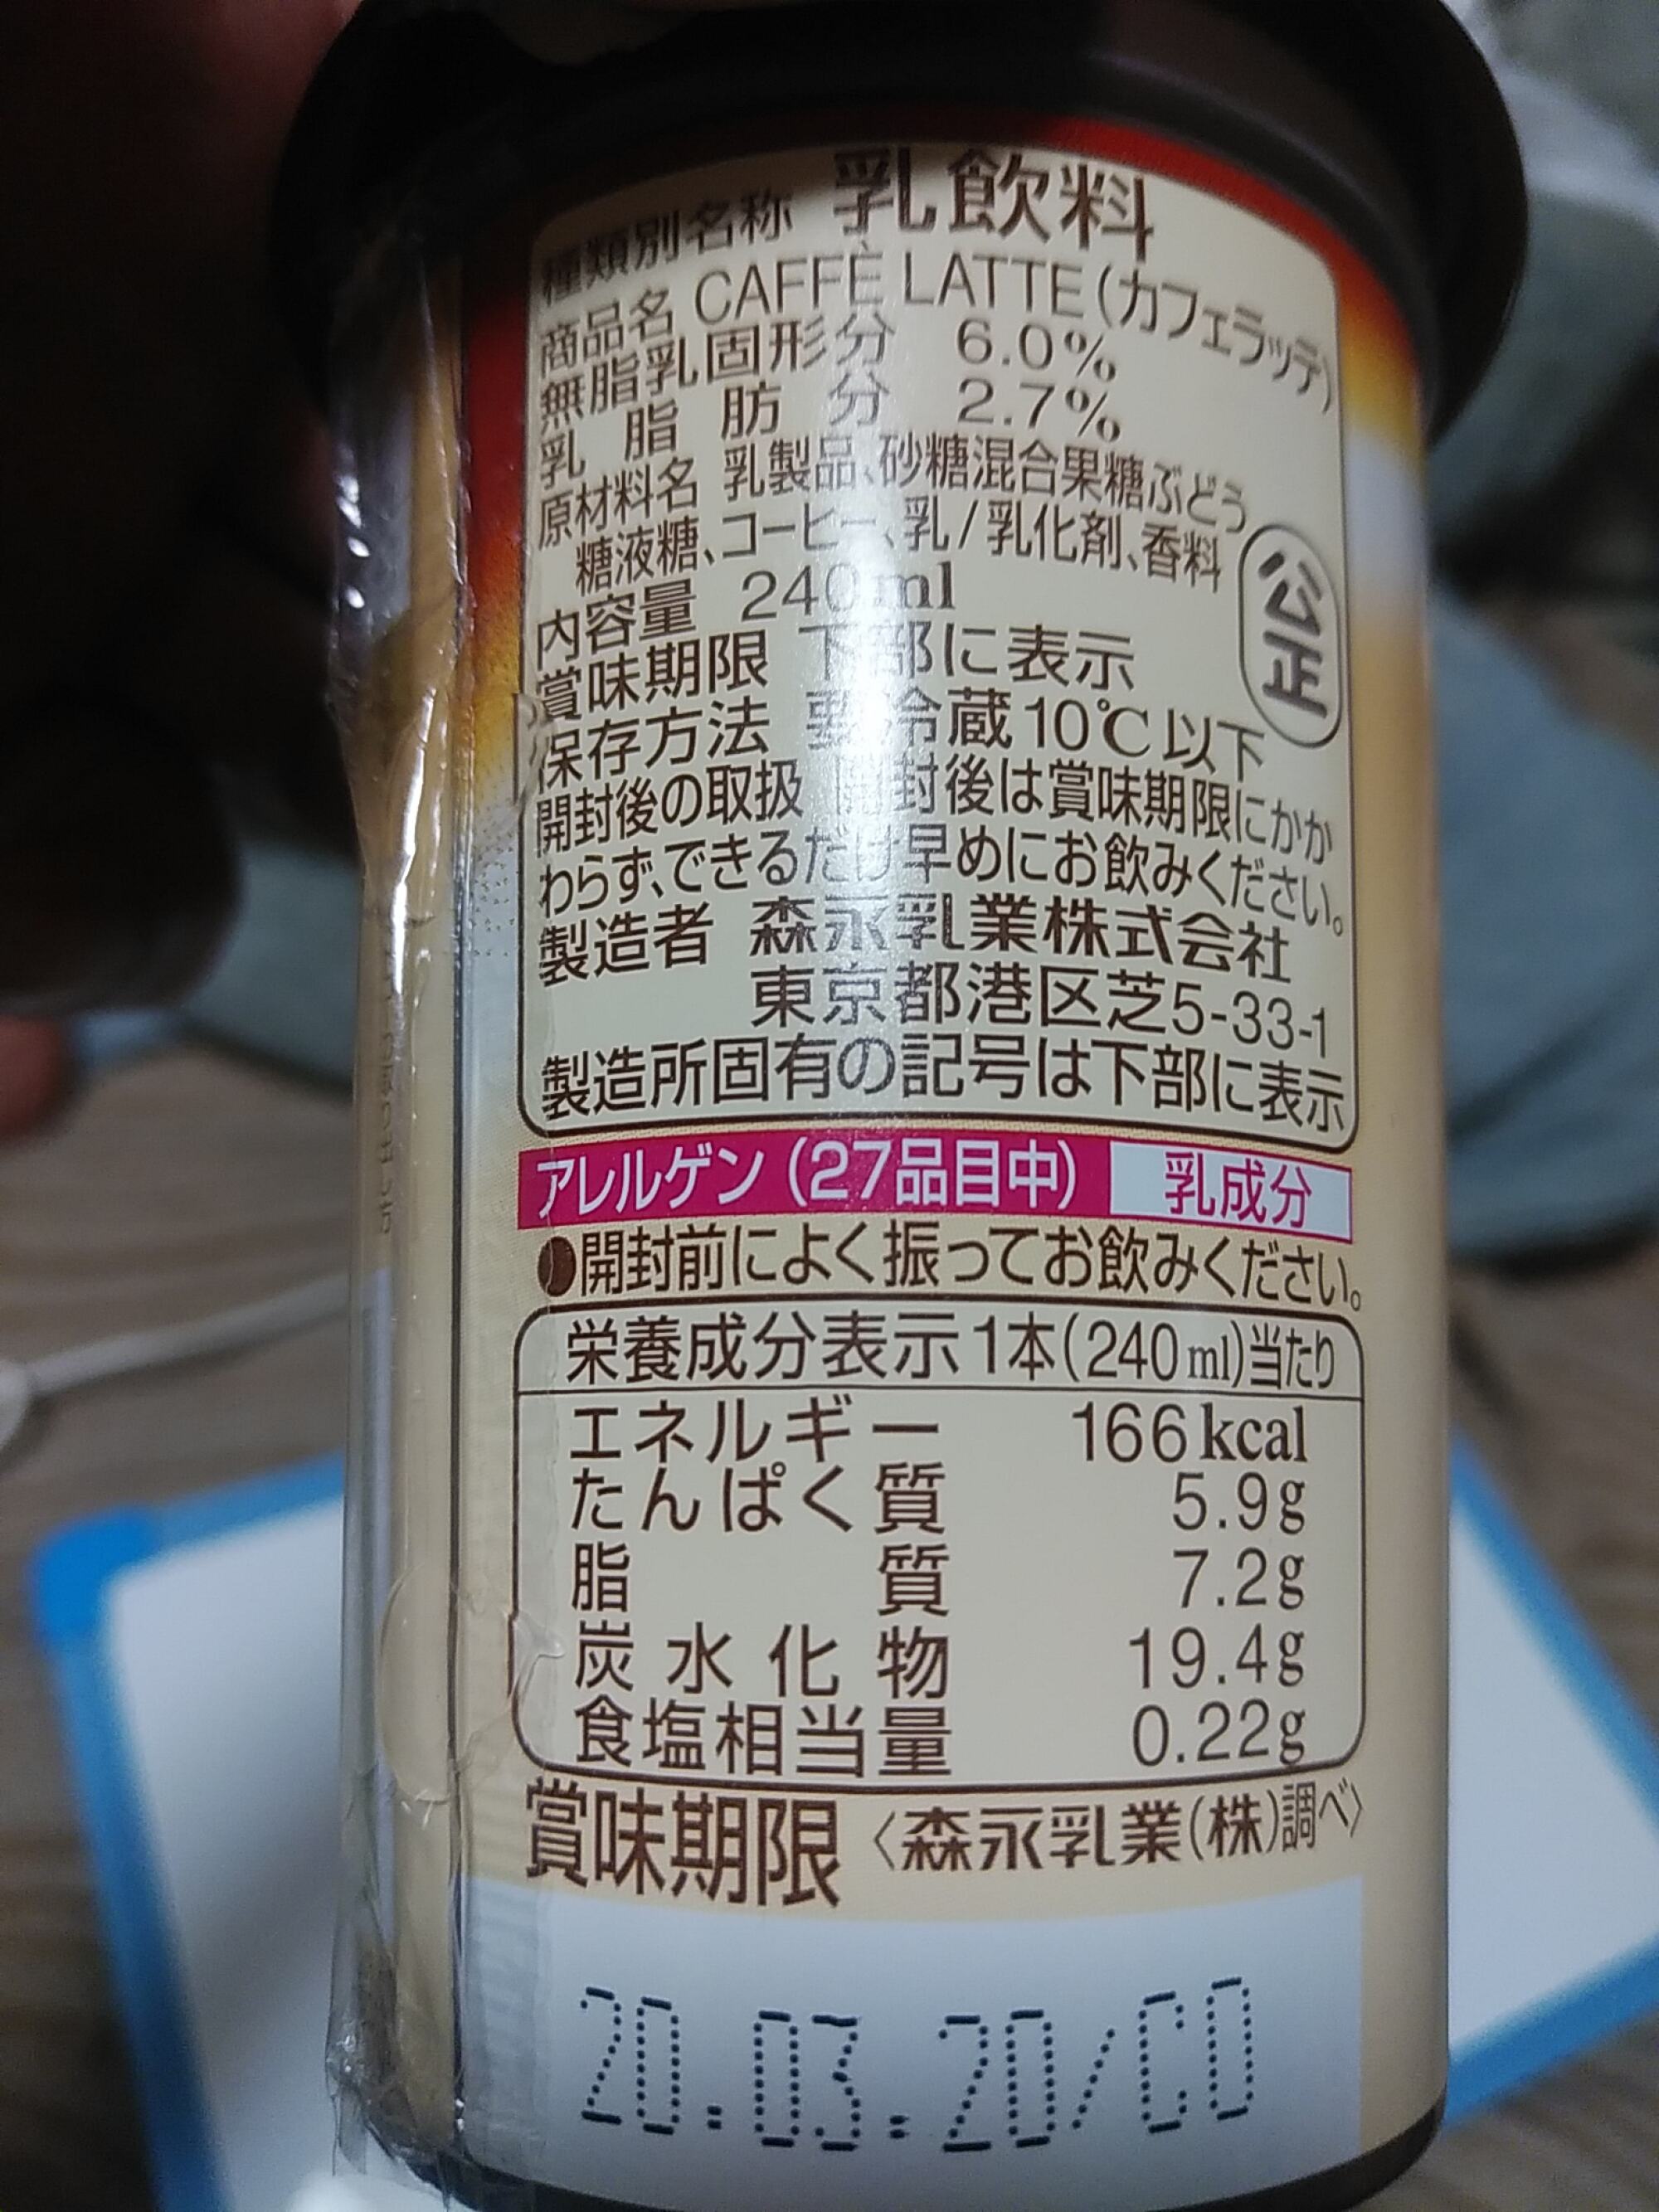 種類別名称 乳飲料
商品名 CAFFÈ LATTE(カフェラッテ)
無脂乳固形分 6.0%
乳脂肪分 2.7%
原材料名 乳製品、砂糖混合果糖ぶどう
糖液糖、コーヒー、乳/乳化剤、香料
公正
内容量 240ml
賞味期限 下部に表示
保存方法 要冷蔵10℃以下
開封後の取扱 開封後は賞味期限にかか
わらず、できるだけ早めにお飲みください。
製造者 森永乳業株式会社
東京都港区芝5-33-1
製造所固有の記号は下部に表示
アレルゲン(27品目中) 乳成分
●開封前によく振ってお飲みください。
栄養成分表示1本(240ml)当たり
エネルギー 166kcal
たんぱく質 5.9g
脂質 7.2g
炭水化物 19.4g
食塩相当量 0.22g
賞味期限 〈森永乳業(株)調べ〉
20.03.20/CO